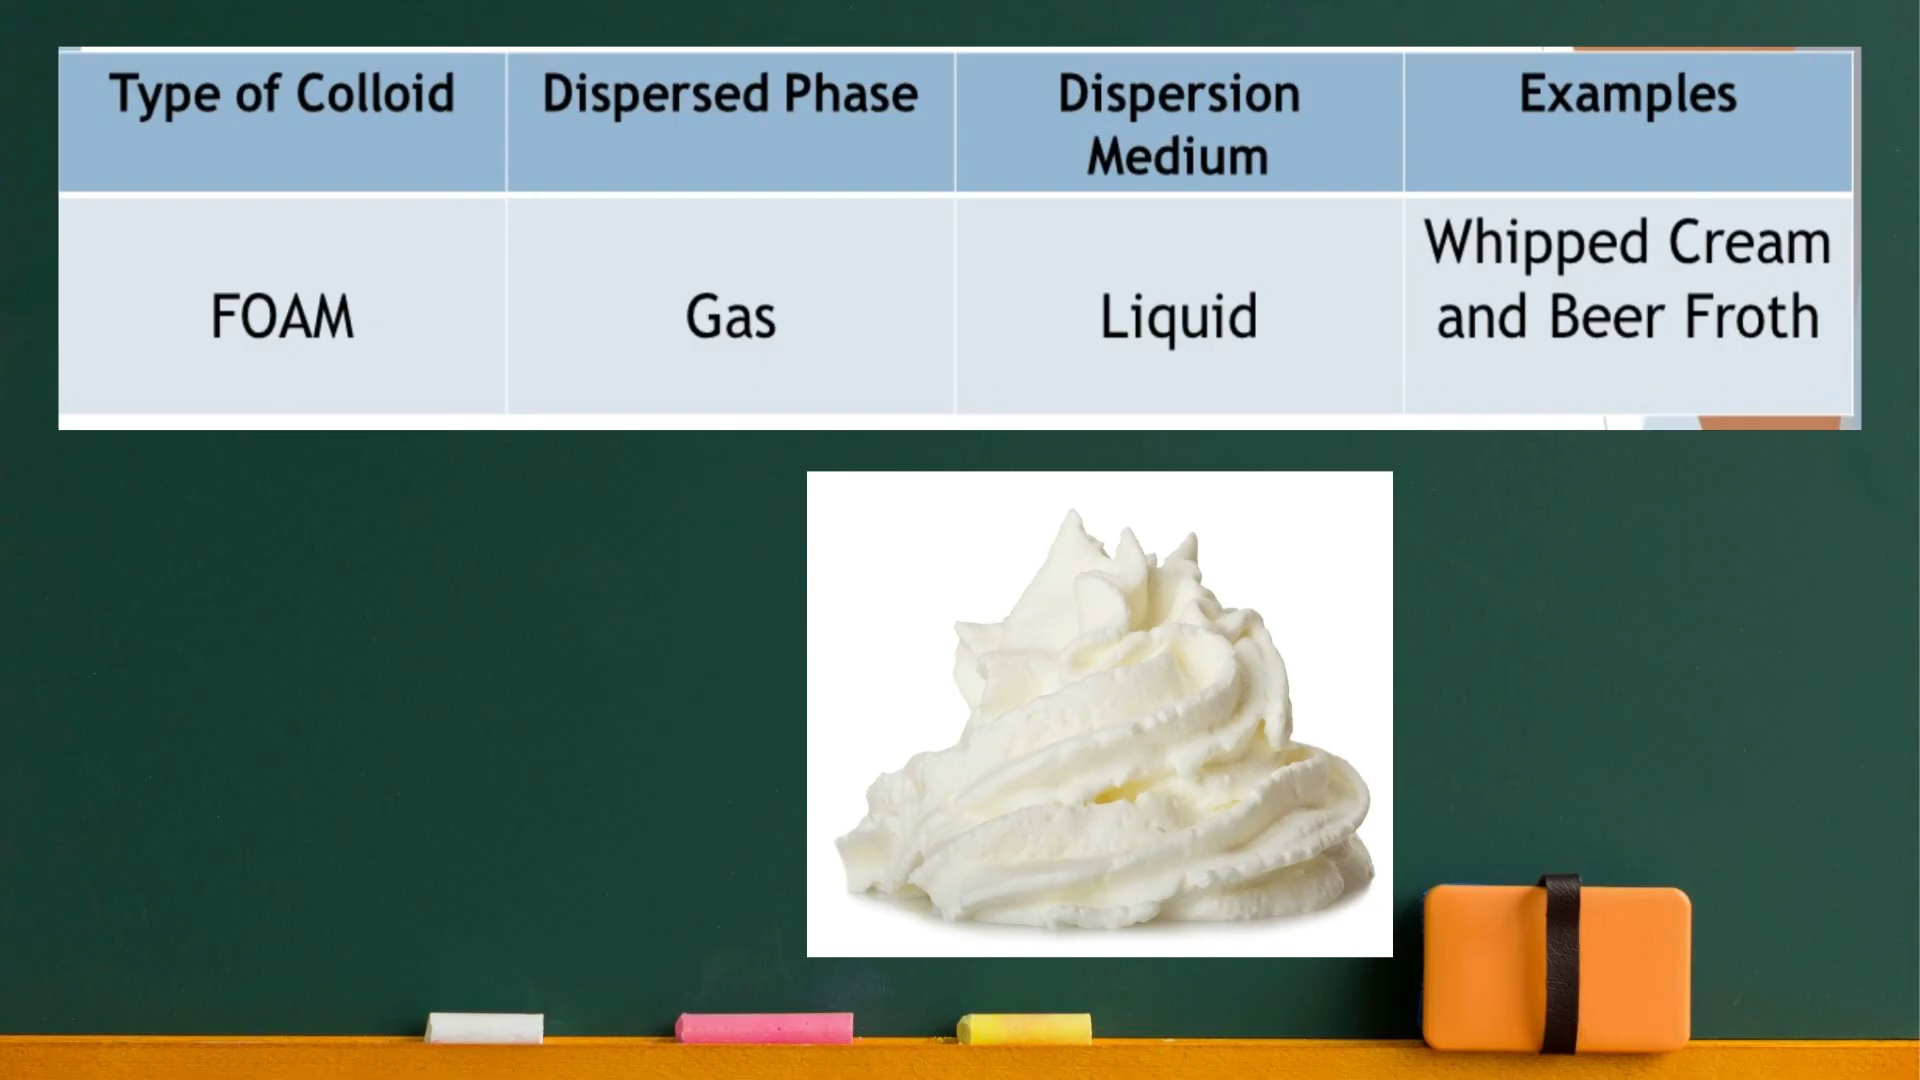 Type of Colloid
Dispersed Phase
Dispersion
Medium
Examples
FOAM
Gas
Liquid
Whipped Cream
and Beer Froth